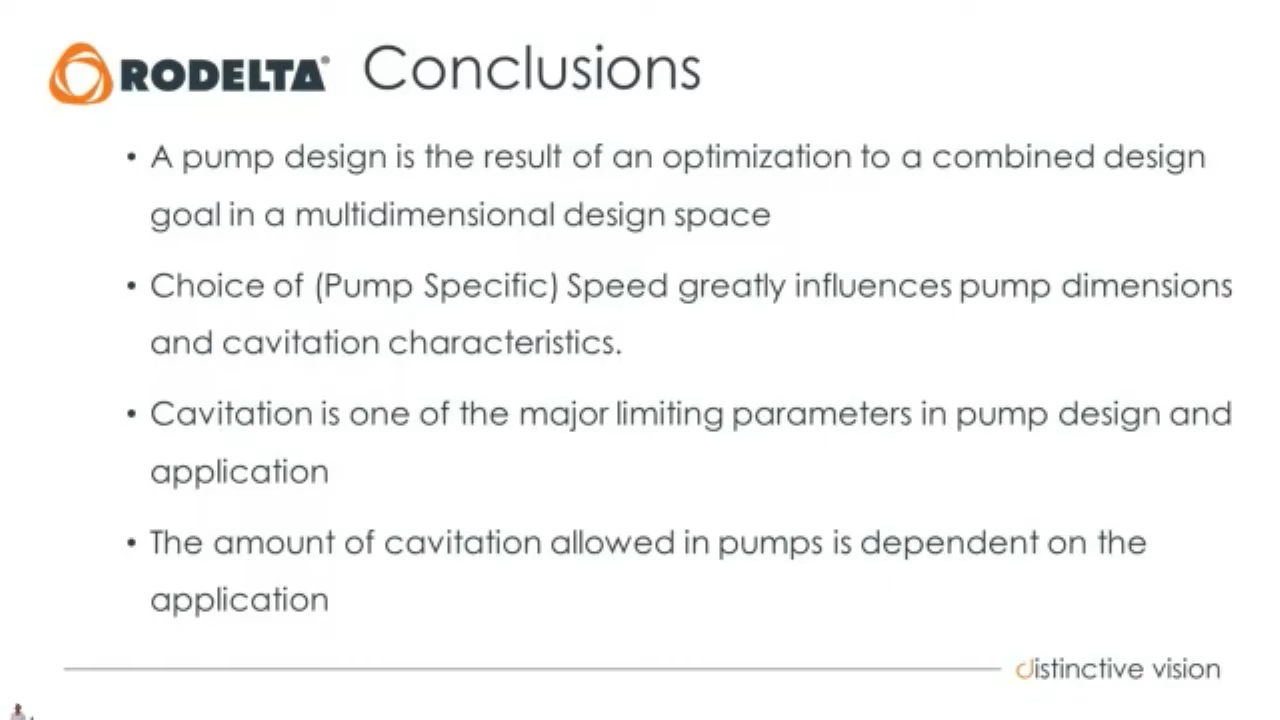 RODELTA® Conclusions
• A pump design is the result of an optimization to a combined design
goal in a multidimensional design space
• Choice of (Pump Specific) Speed greatly influences pump dimensions
and cavitation characteristics.
• Cavitation is one of the major limiting parameters in pump design and
application
• The amount of cavitation allowed in pumps is dependent on the
application
distinctive vision